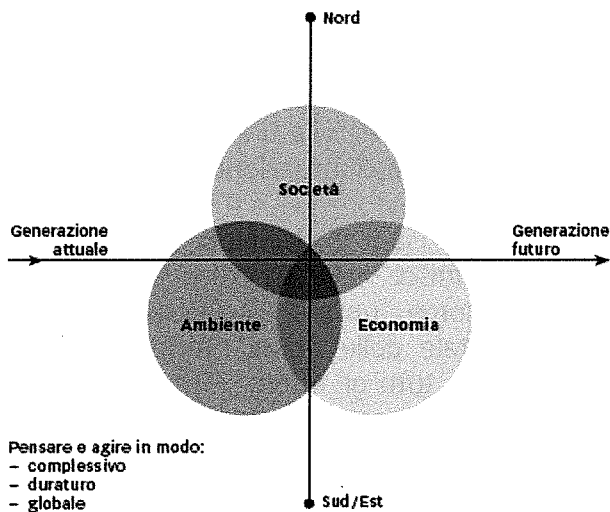 Nord
Società
Generazione
attuale
Generazione
futuro
Ambiente
Economia
Pensare e agire in modo:
– complessivo
– duraturo
– globale
Sud/Est